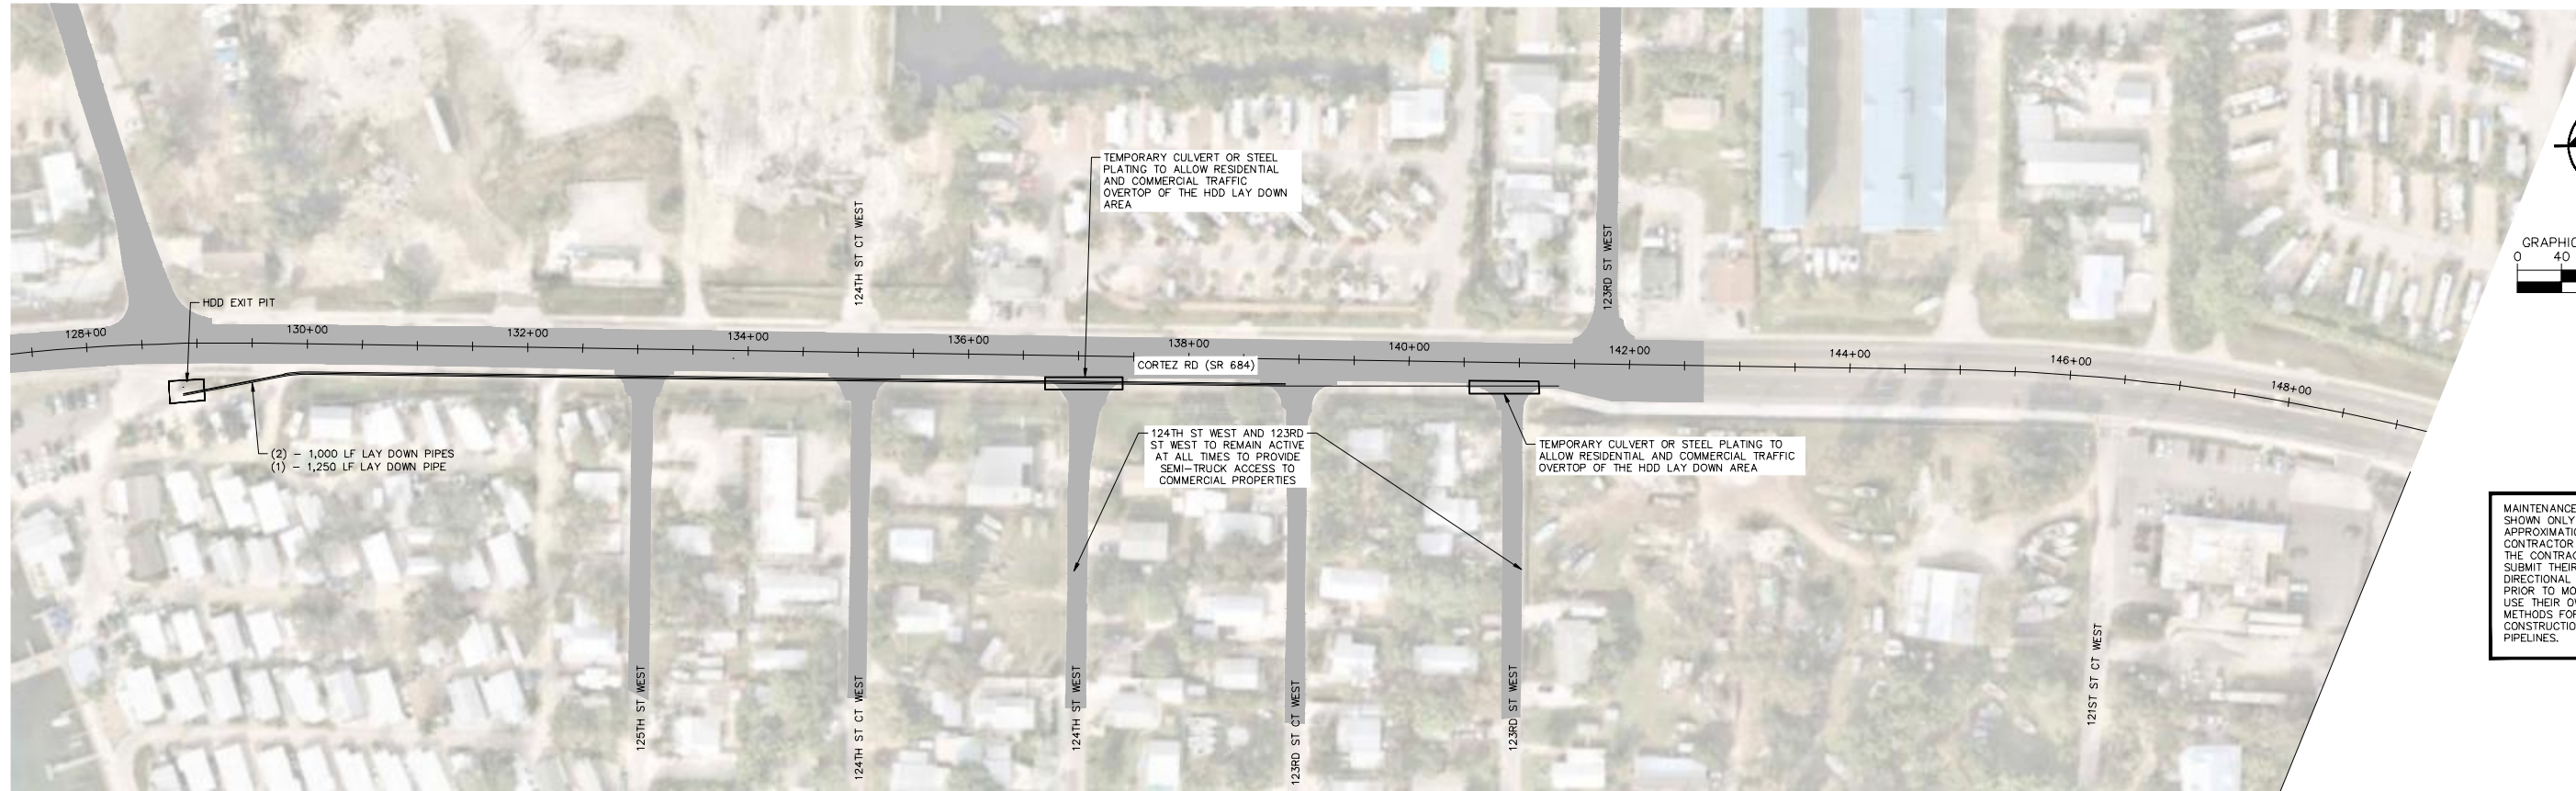 TEMPORARY CULVERT OR STEEL
PLATING TO ALLOW RESIDENTIAL
AND COMMERCIAL TRAFFIC
OVERTOP OF THE HDD LAY DOWN
AREA
124TH ST CT WEST
123RD ST WEST
GRAPHIC
0 40
HDD EXIT PIT
128+00 130+00 132+00 134+00 136+00 138+00 140+00 142+00 144+00 146+00 148+00
CORTEZ RD (SR 684)
(2) – 1,000 LF LAY DOWN PIPES
(1) – 1,250 LF LAY DOWN PIPE
124TH ST WEST AND 123RD
ST WEST TO REMAIN ACTIVE
AT ALL TIMES TO PROVIDE
SEMI–TRUCK ACCESS TO
COMMERCIAL PROPERTIES
TEMPORARY CULVERT OR STEEL PLATING TO
ALLOW RESIDENTIAL AND COMMERCIAL TRAFFIC
OVERTOP OF THE HDD LAY DOWN AREA
125TH ST WEST
124TH ST CT WEST
124TH ST WEST
123RD ST CT WEST
123RD ST WEST
121ST ST CT WEST
MAINTENANCE
SHOWN ONLY
APPROXIMATIO
CONTRACTOR
THE CONTRAC
SUBMIT THEIR
DIRECTIONAL
PRIOR TO MO
USE THEIR OW
METHODS FOR
CONSTRUCTIO
PIPELINES.